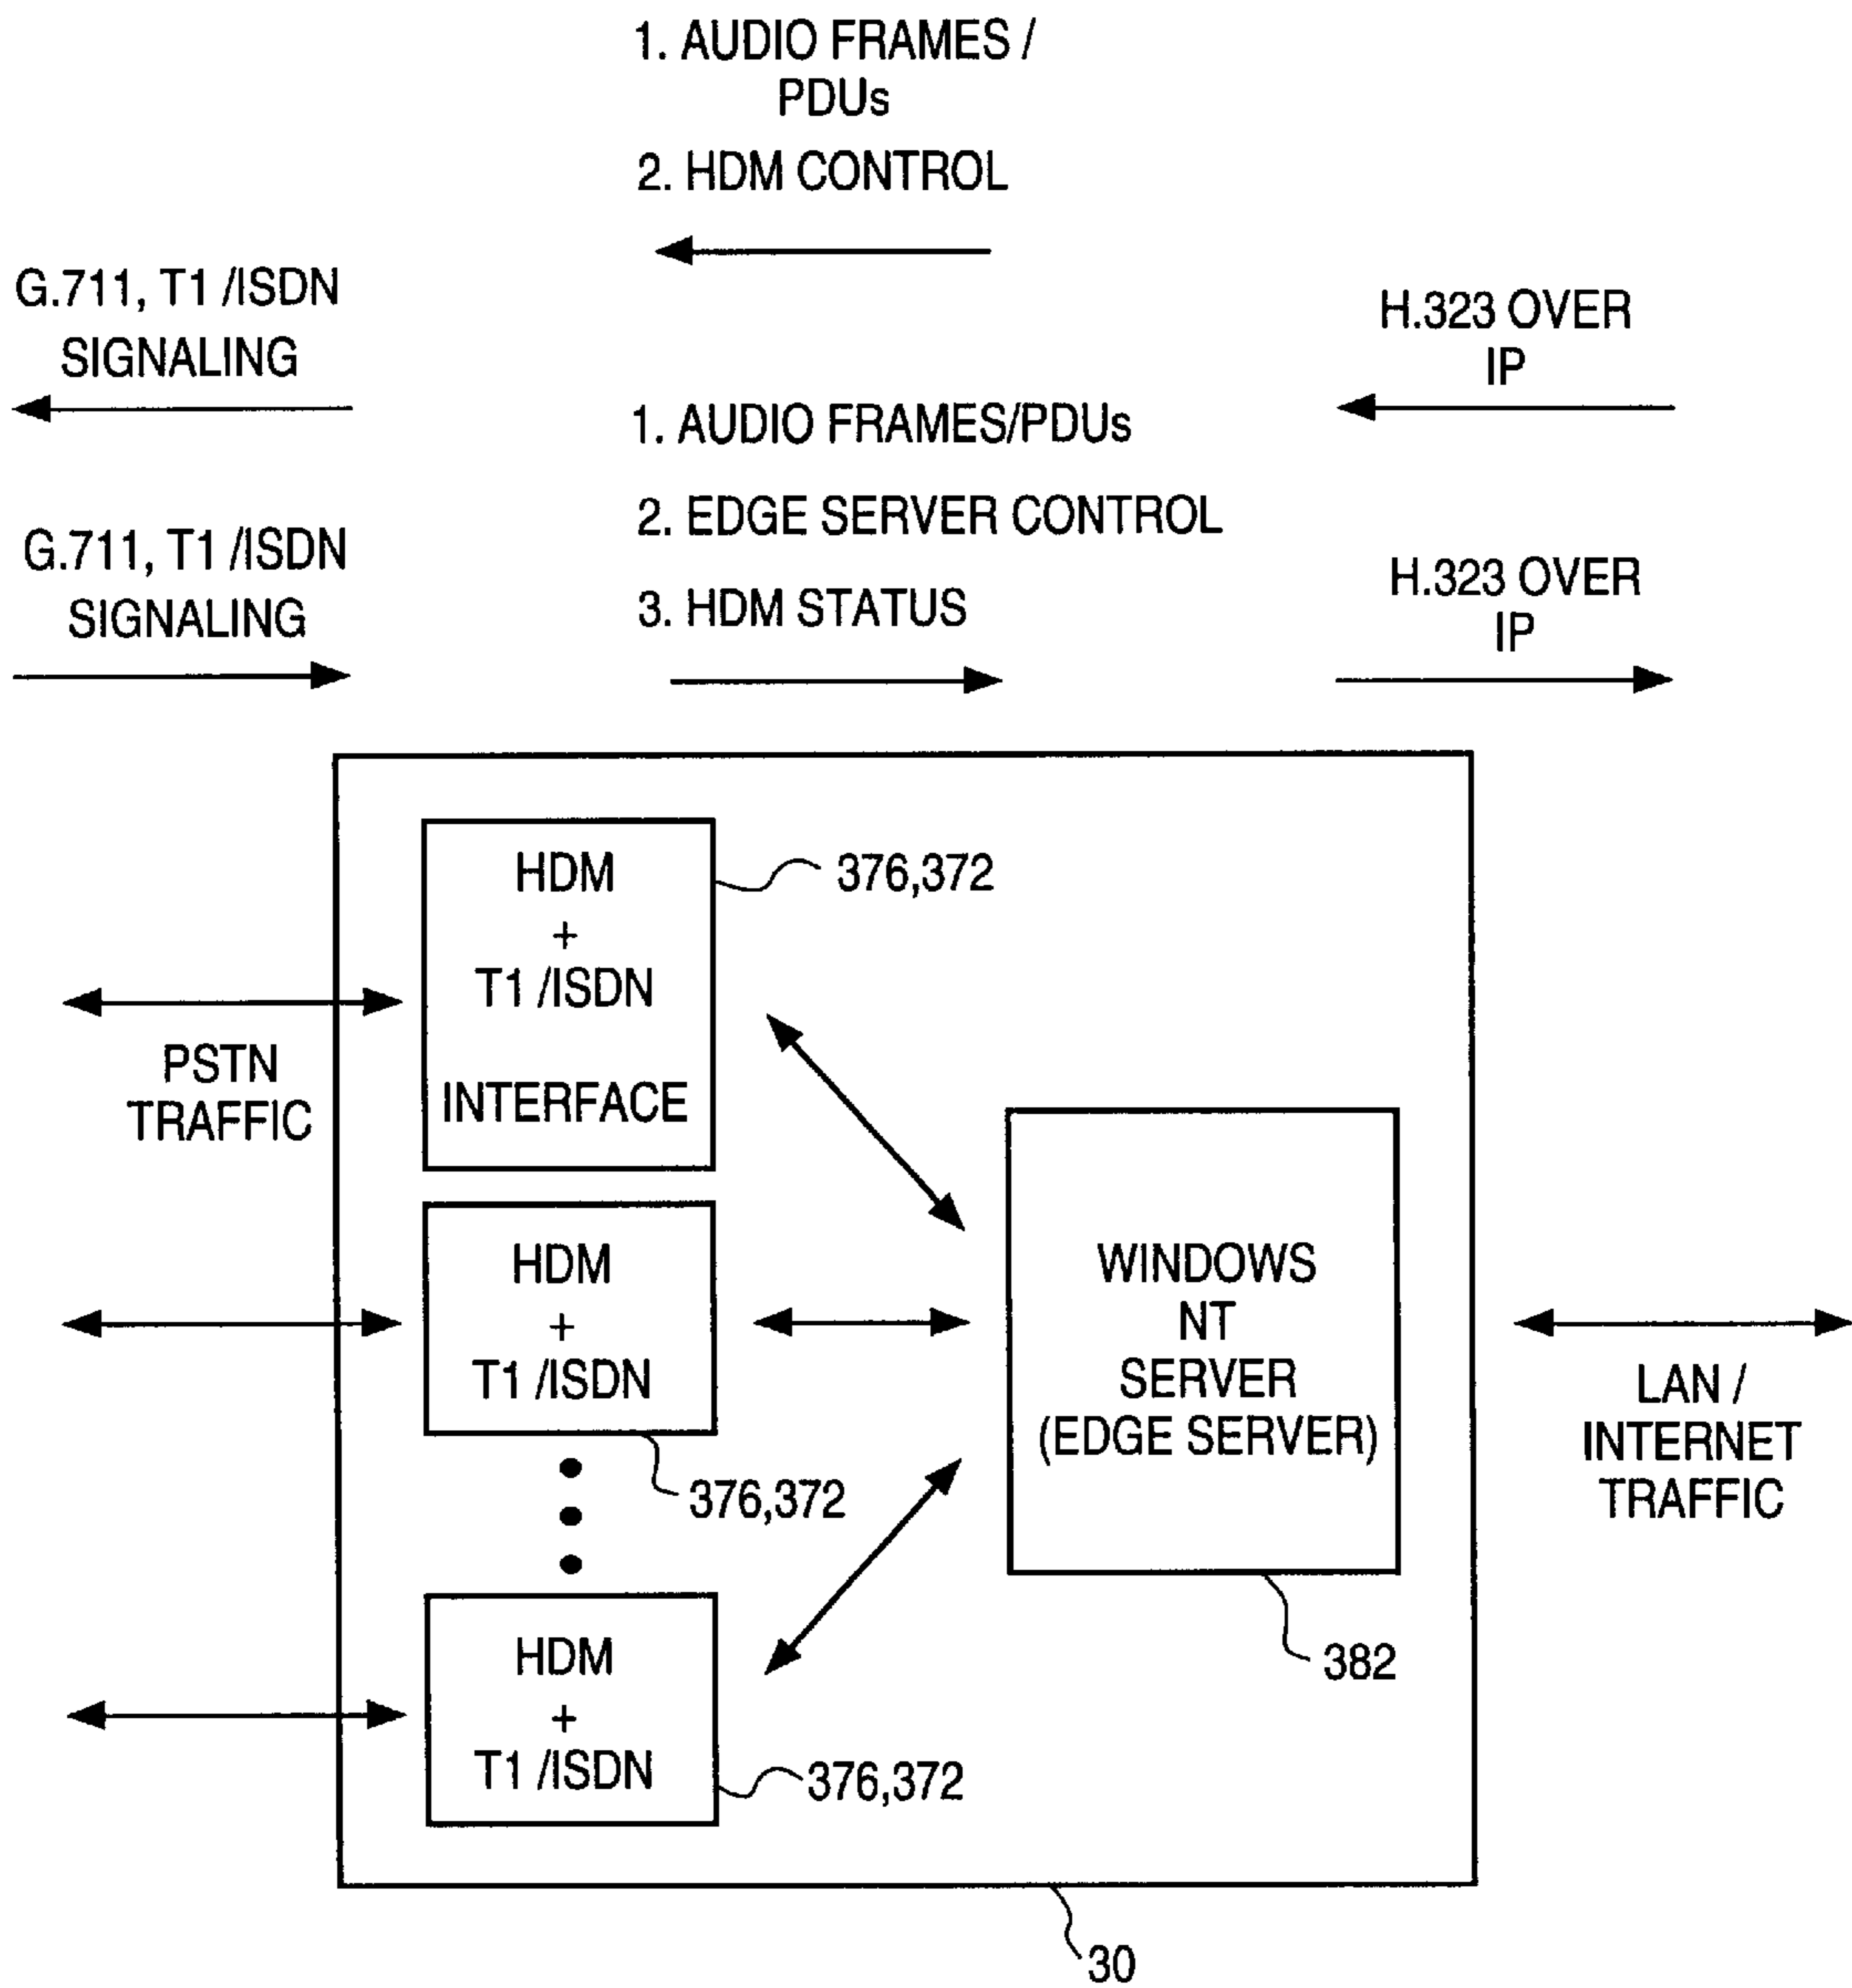 1. AUDIO FRAMES /
PDUs
2. HDM CONTROL
G.711, T1 /ISDN
SIGNALING
H.323 OVER
IP
1. AUDIO FRAMES/PDUs
2. EDGE SERVER CONTROL
3. HDM STATUS
G.711, T1 /ISDN
SIGNALING
H.323 OVER
IP
HDM
+
T1 /ISDN
INTERFACE
376,372
PSTN
TRAFFIC
HDM
+
T1 /ISDN
376,372
WINDOWS
NT
SERVER
(EDGE SERVER)
382
LAN /
INTERNET
TRAFFIC
HDM
+
T1 /ISDN
376,372
30